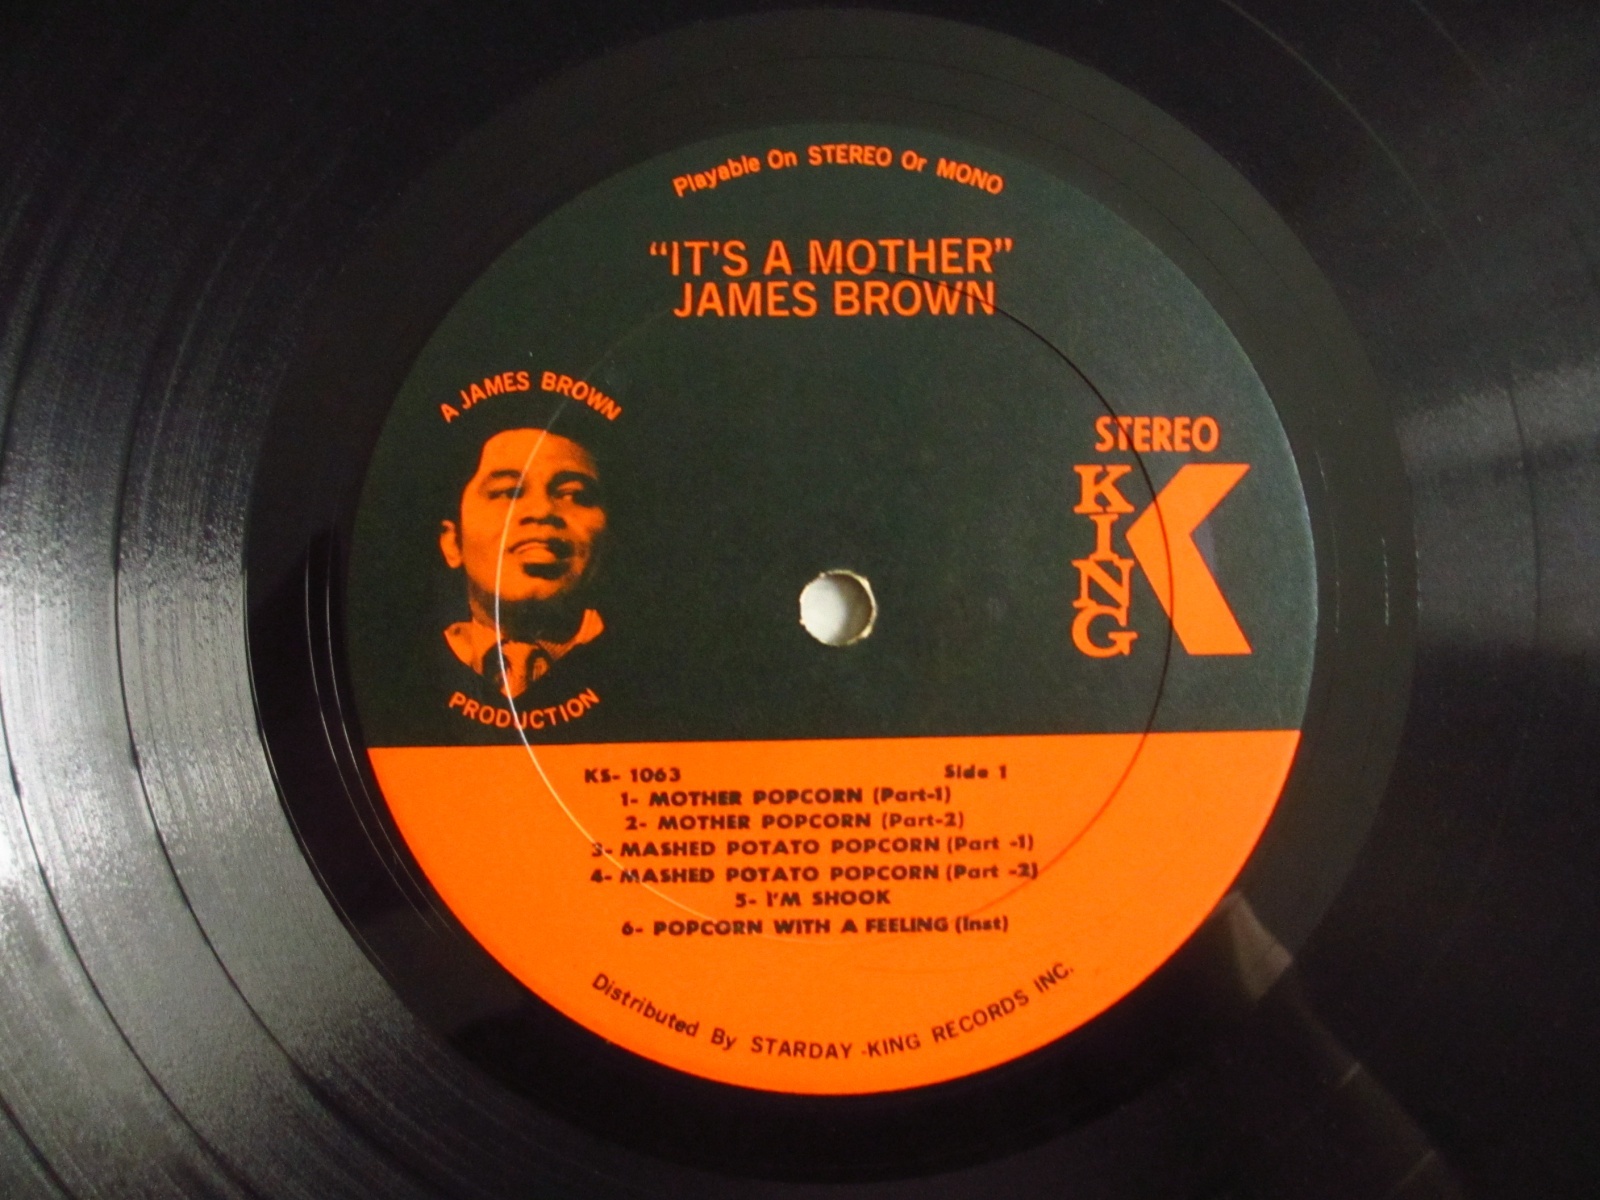 Playable On STEREO Or MONO
“IT'S A MOTHER”
JAMES BROWN
A JAMES BROWN
PRODUCTION
STEREO
KING
K
KS- 1063 Side 1
1- MOTHER POPCORN (Part-1)
2- MOTHER POPCORN (Part-2)
3- MASHED POTATO POPCORN (Part -1)
4- MASHED POTATO POPCORN (Part -2)
5- I'M SHOOK
6- POPCORN WITH A FEELING (Inst)
Distributed By STARDAY -KING RECORDS INC.